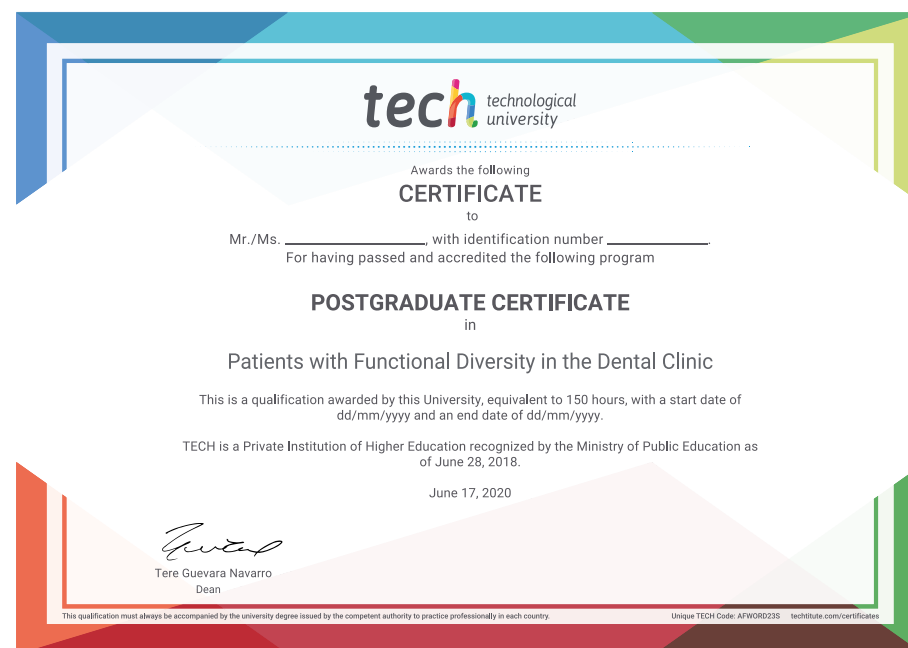 tech technological
university
Awards the following
CERTIFICATE
to
Mr./Ms. ____________________, with identification number ______________.
For having passed and accredited the following program
POSTGRADUATE CERTIFICATE
in
Patients with Functional Diversity in the Dental Clinic
This is a qualification awarded by this University, equivalent to 150 hours, with a start date of
dd/mm/yyyy and an end date of dd/mm/yyyy.
TECH is a Private Institution of Higher Education recognized by the Ministry of Public Education as
of June 28, 2018.
June 17, 2020
Tere Guevara Navarro
Dean
This qualification must always be accompanied by the university degree issued by the competent authority to practice professionally in each country. Unique TECH Code: AFWORD23S techtitute.com/certificates